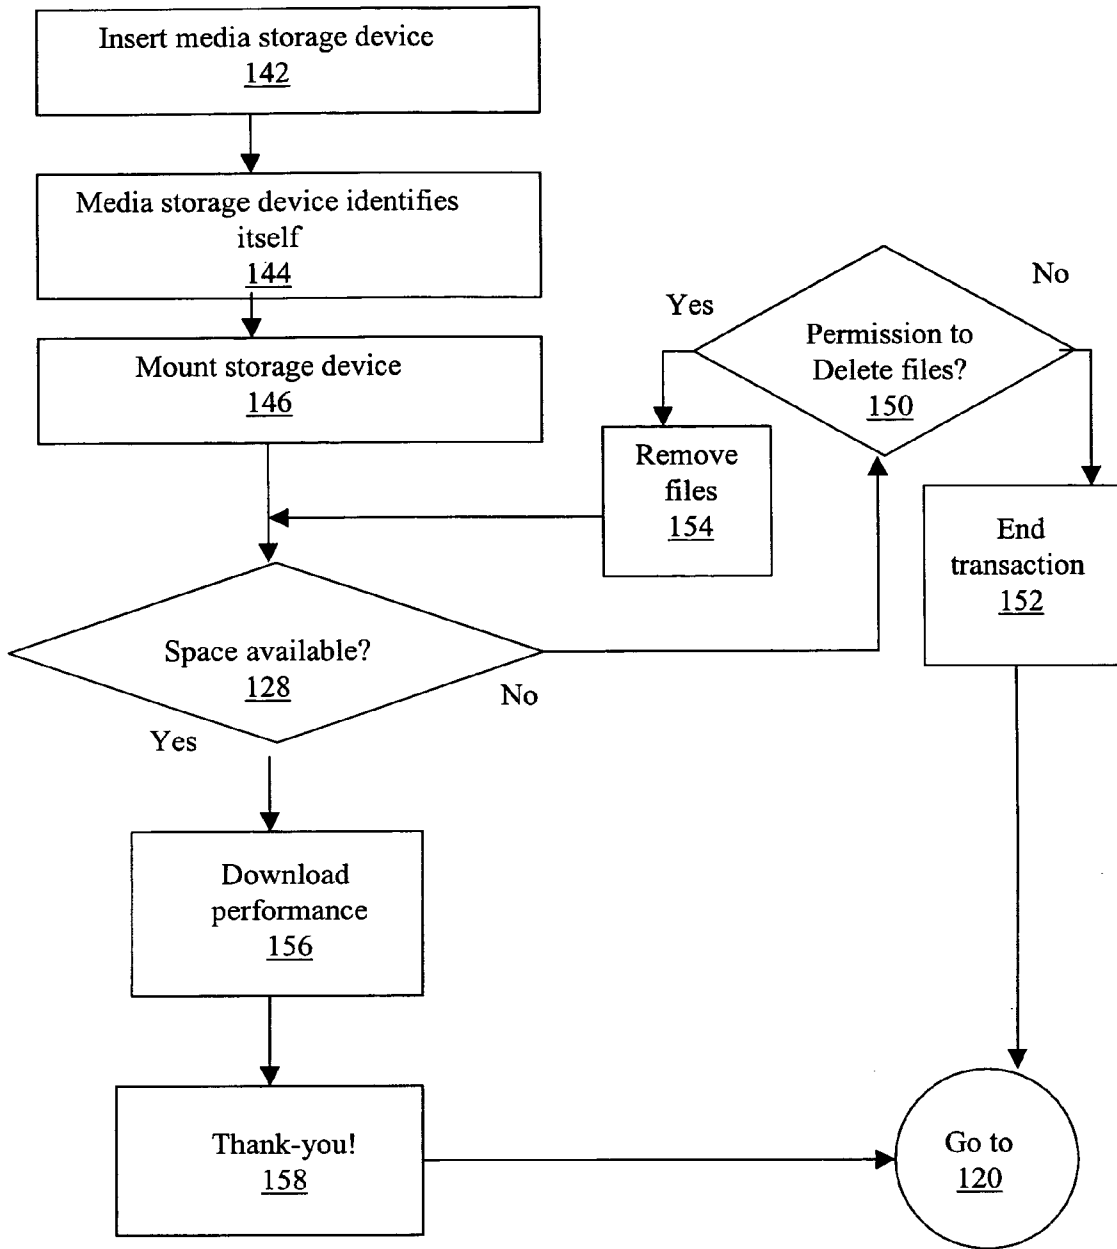 Insert media storage device
142
Media storage device identifies
itself
144
Mount storage device
146
Yes
No
Permission to
Delete files?
150
Remove
files
154
End
transaction
152
Space available?
128
No
Yes
Download
performance
156
Thank-you!
158
Go to
120